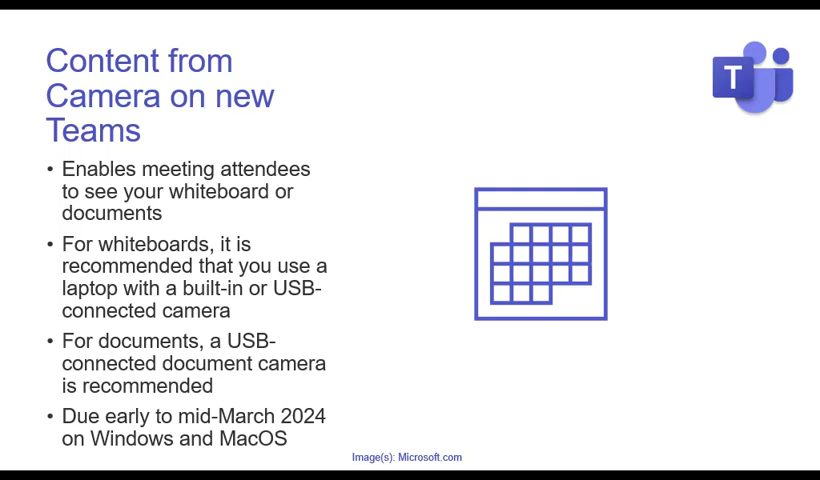 Content from
Camera on new
Teams
T
• Enables meeting attendees
to see your whiteboard or
documents
• For whiteboards, it is
recommended that you use a
laptop with a built-in or USB-
connected camera
• For documents, a USB-
connected document camera
is recommended
• Due early to mid-March 2024
on Windows and MacOS
Image(s): Microsoft.com